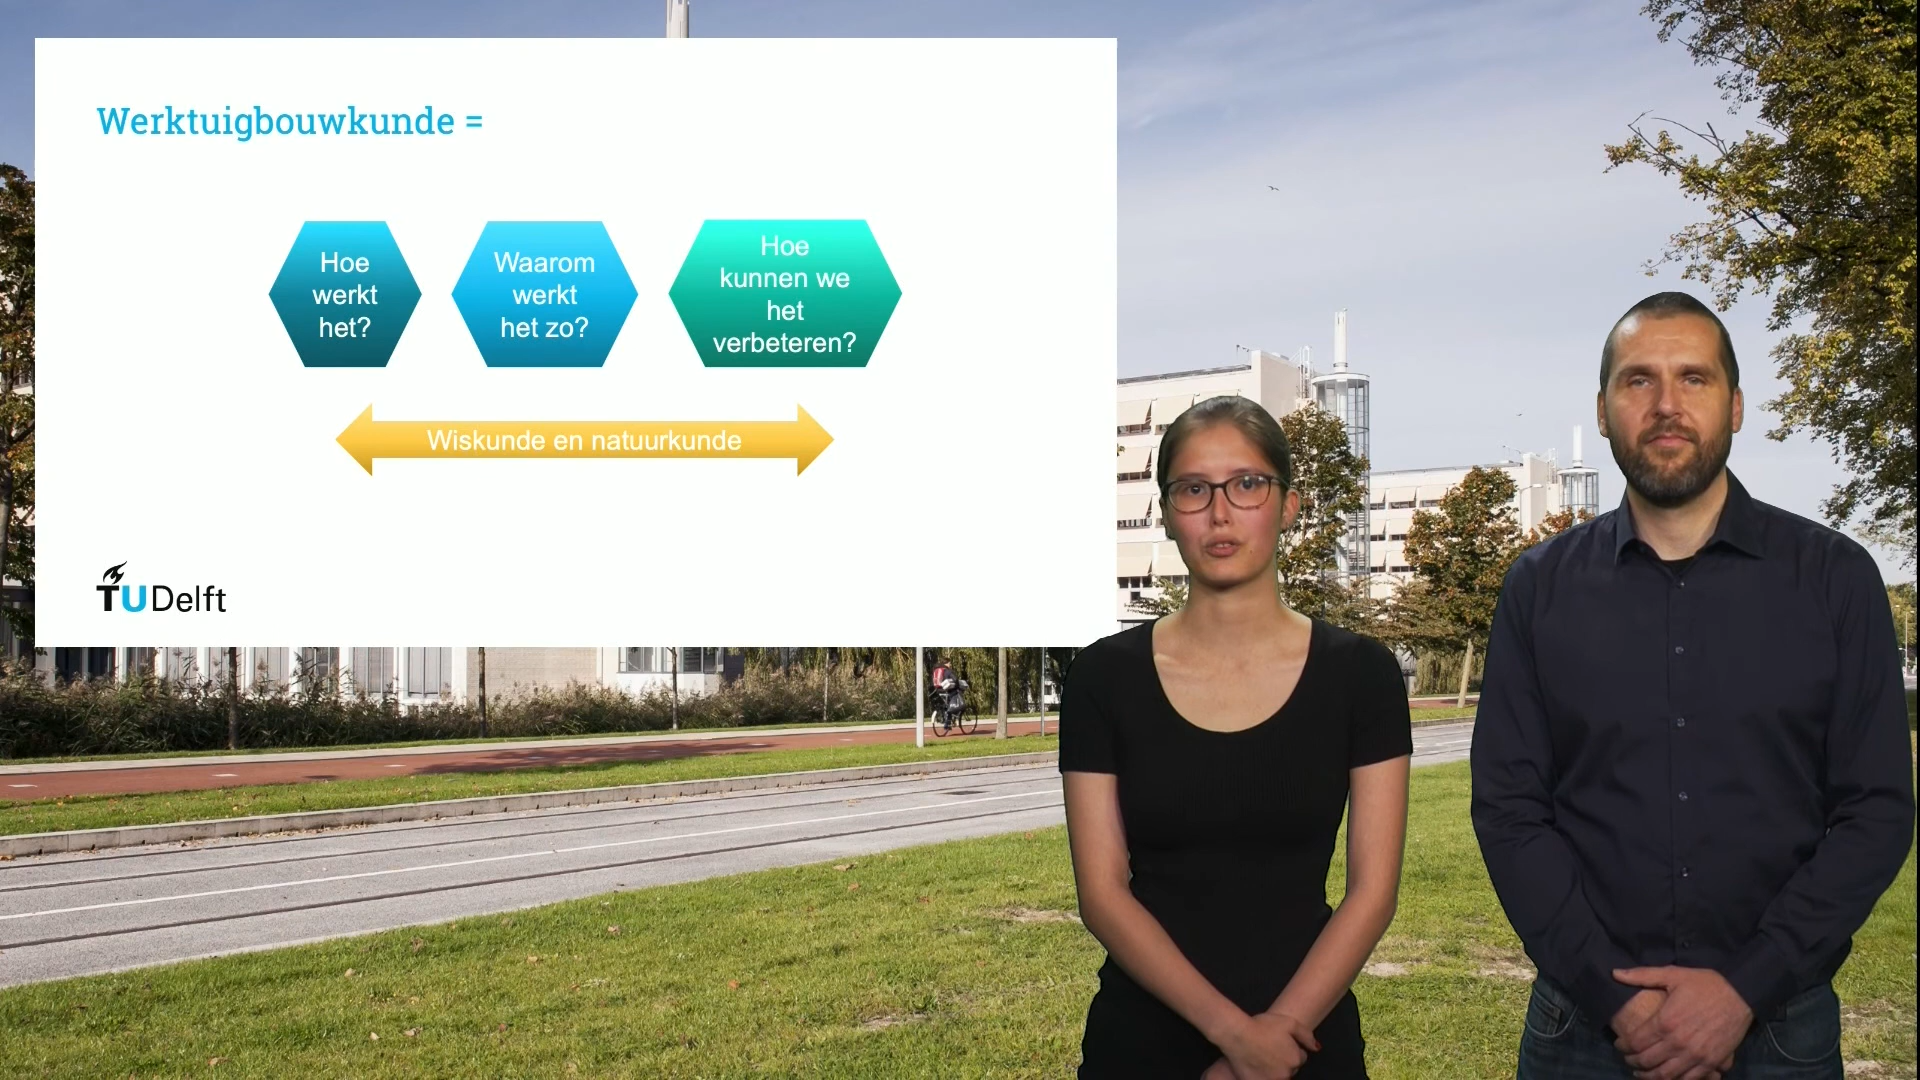 Werktuigbouwkunde =
Hoe
werkt
het?
Waarom
werkt
het zo?
Hoe
kunnen we
het
verbeteren?
Wiskunde en natuurkunde
TUDelft